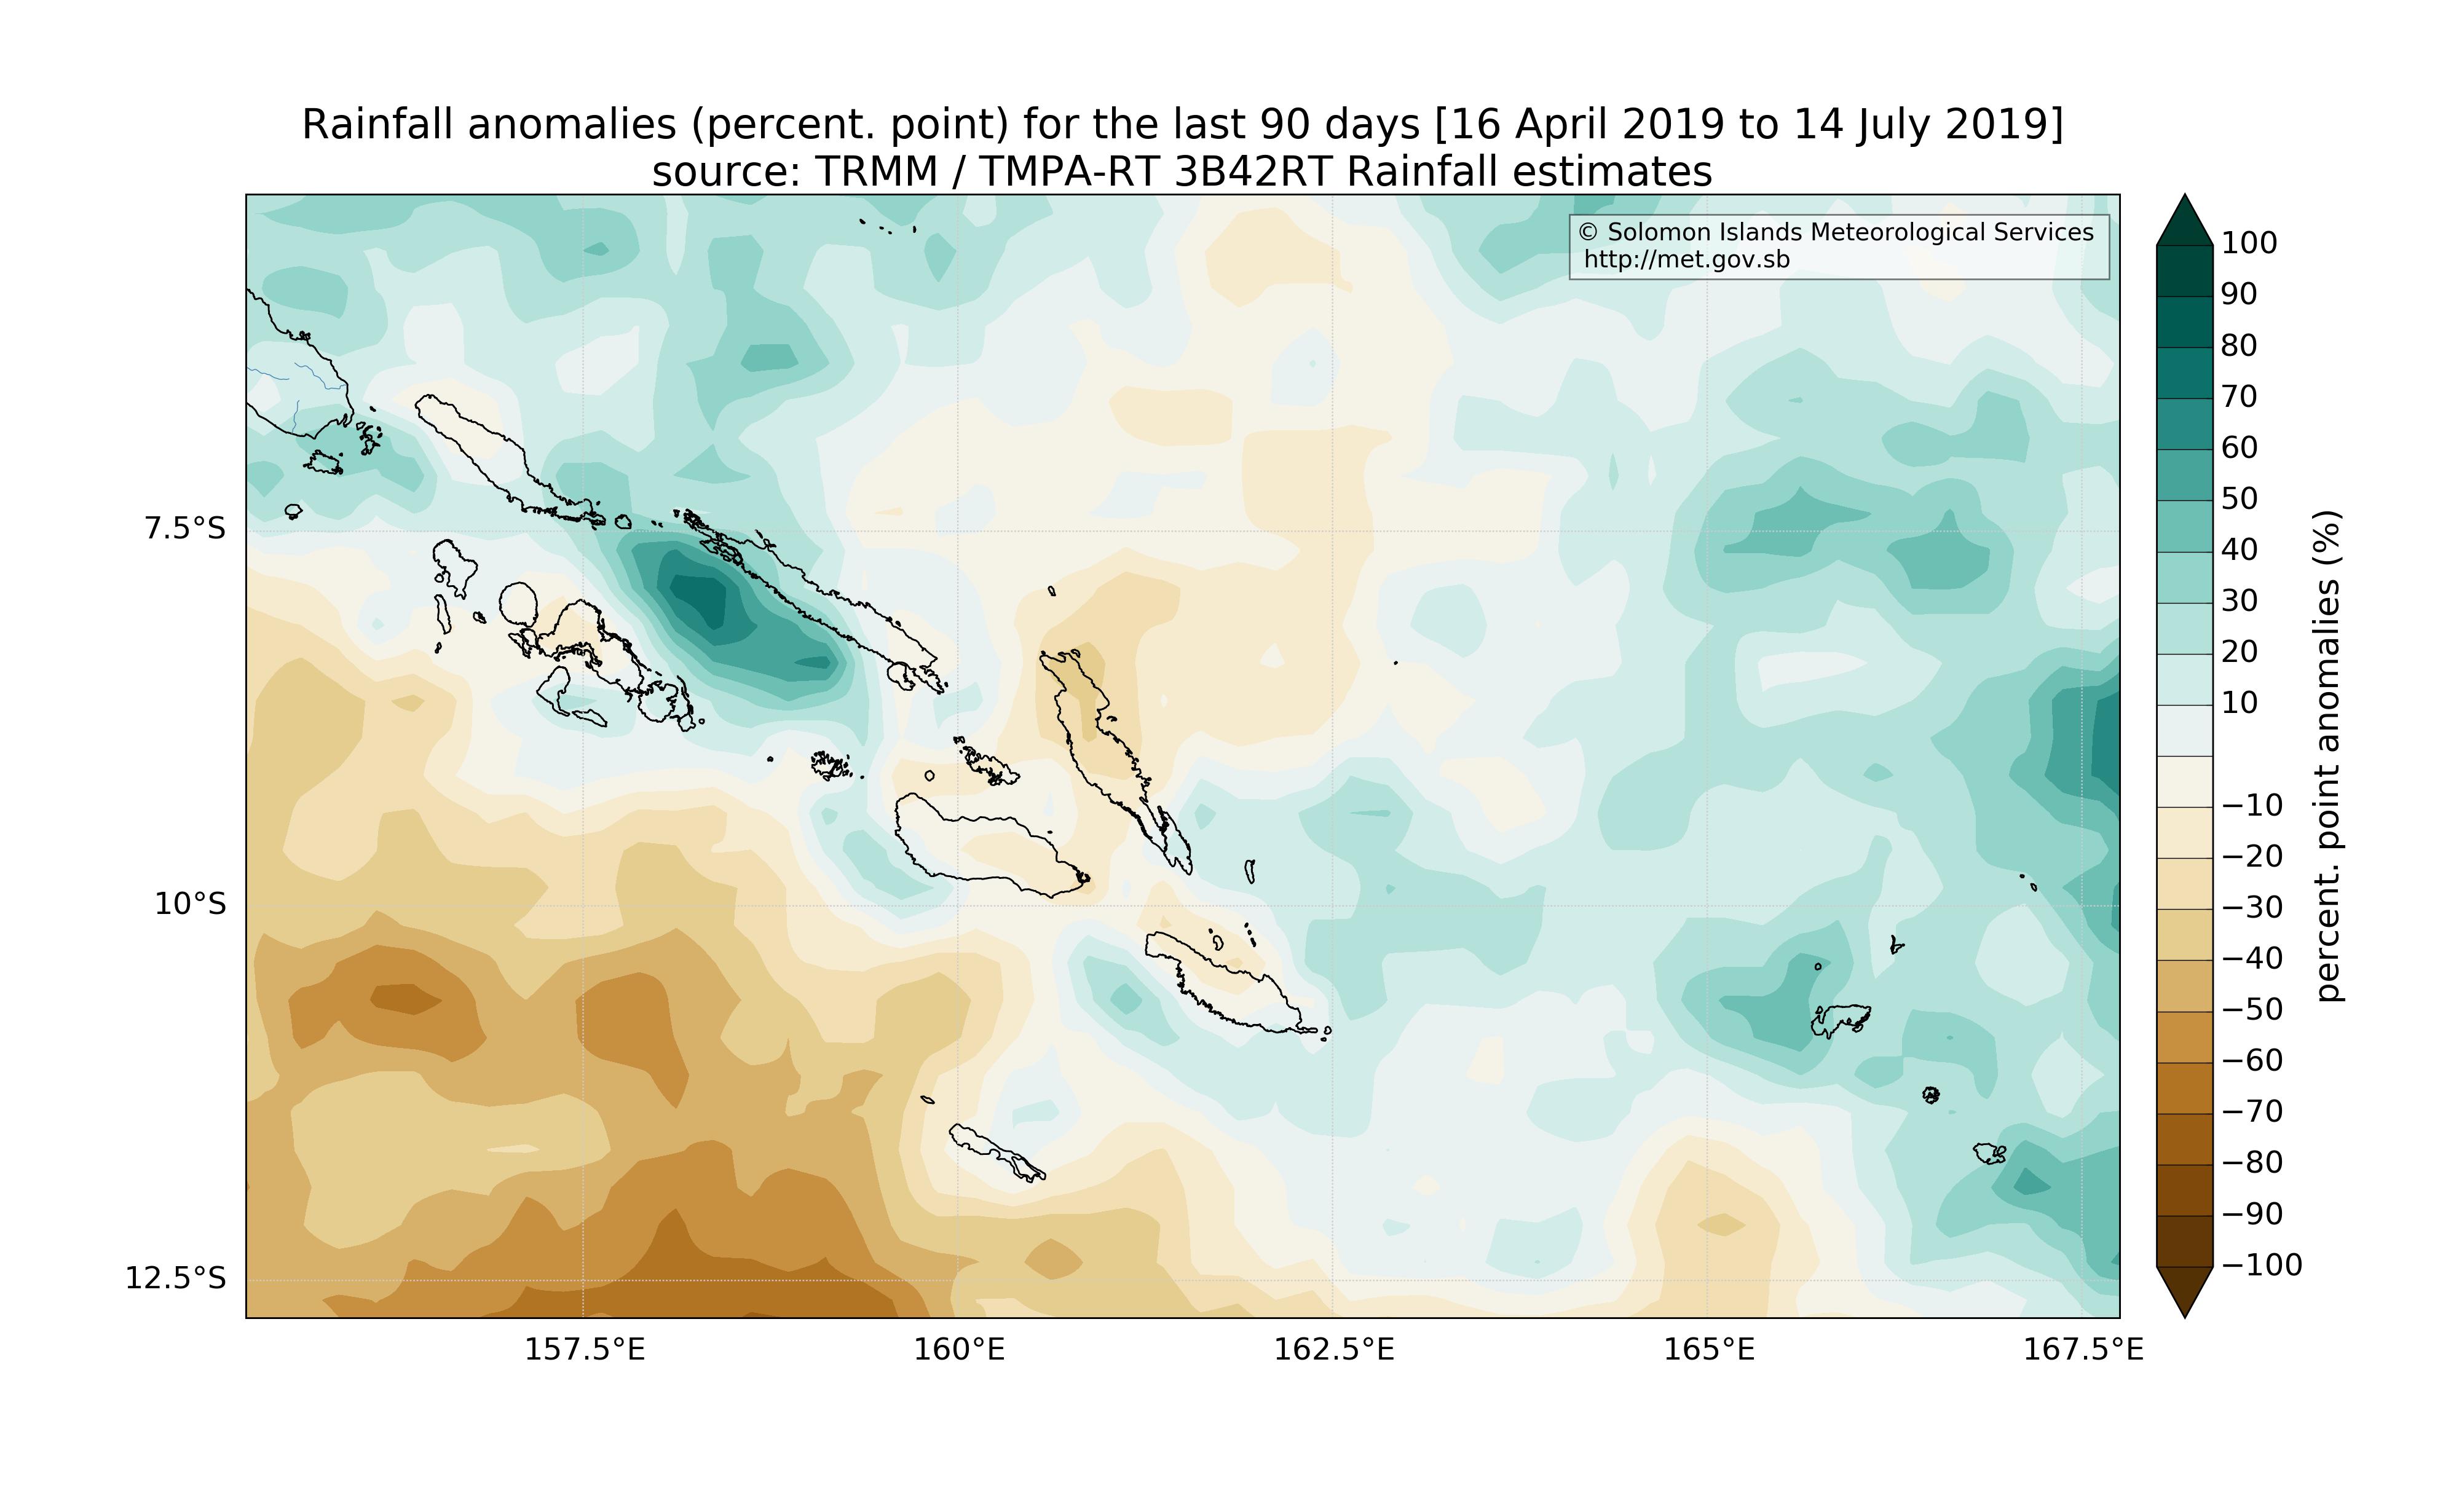 Rainfall anomalies (percent. point) for the last 90 days [16 April 2019 to 14 July 2019]
source: TRMM / TMPA-RT 3B42RT Rainfall estimates
© Solomon Islands Meteorological Services
http://met.gov.sb
7.5°S
10°S
12.5°S
157.5°E
160°E
162.5°E
165°E
167.5°E
100
90
80
70
60
50
40
30
20
10
−10
−20
−30
−40
−50
−60
−70
−80
−90
−100
percent. point anomalies (%)